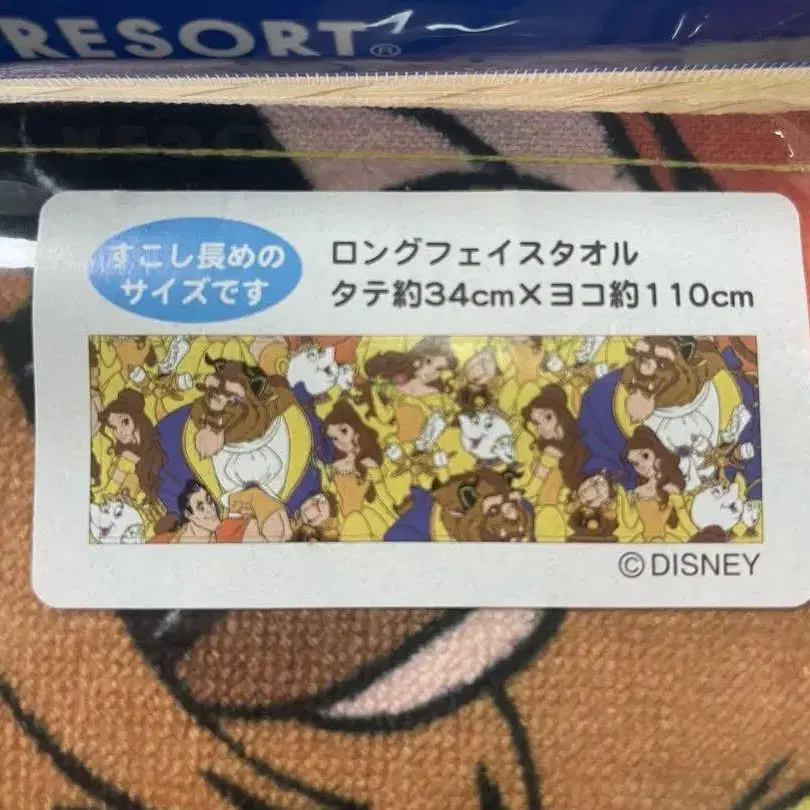 RESORT®
すこし長めの
サイズです
ロングフェイスタオル
タテ約34cm×ヨコ約110cm
©DISNEY